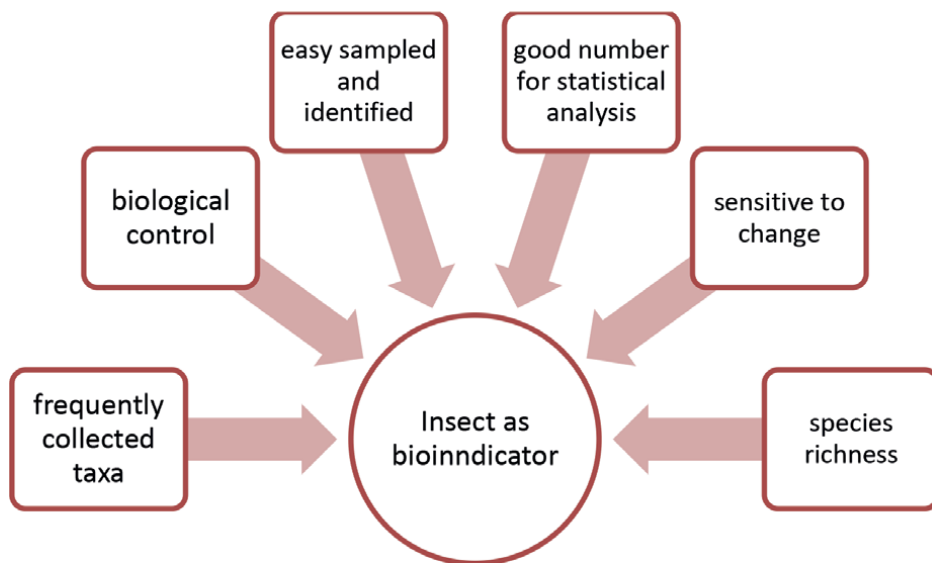 easy sampled
and
identified
good number
for statistical
analysis
biological
control
sensitive to
change
frequently
collected
taxa
Insect as
bioinndicator
species
richness